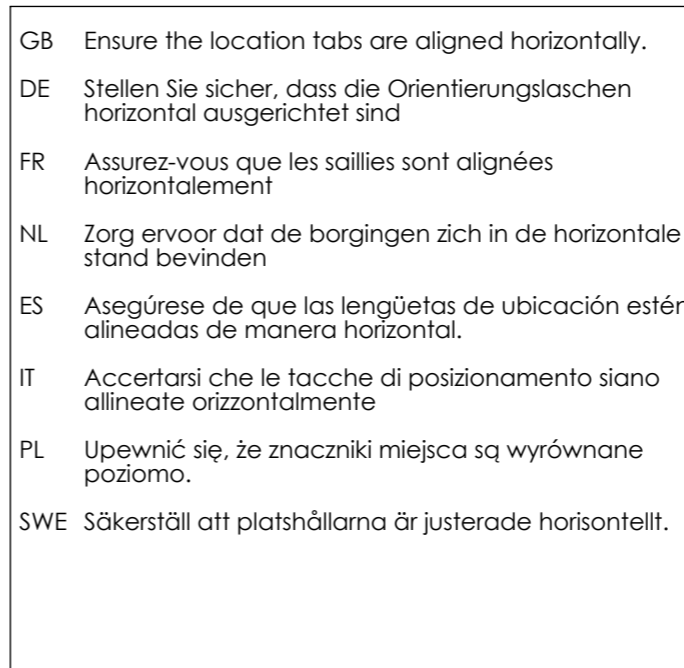 GB Ensure the location tabs are aligned horizontally.
DE Stellen Sie sicher, dass die Orientierungslaschen
horizontal ausgerichtet sind
FR Assurez-vous que les saillies sont alignées
horizontalement
NL Zorg ervoor dat de borgingen zich in de horizontale
stand bevinden
ES Asegúrese de que las lengüetas de ubicación estén
alineadas de manera horizontal.
IT Accertarsi che le tacche di posizionamento siano
allineate orizzontalmente
PL Upewnić się, że znaczniki miejsca są wyrównane
poziomo.
SWE Säkerställ att platshållarna är justerade horisontellt.